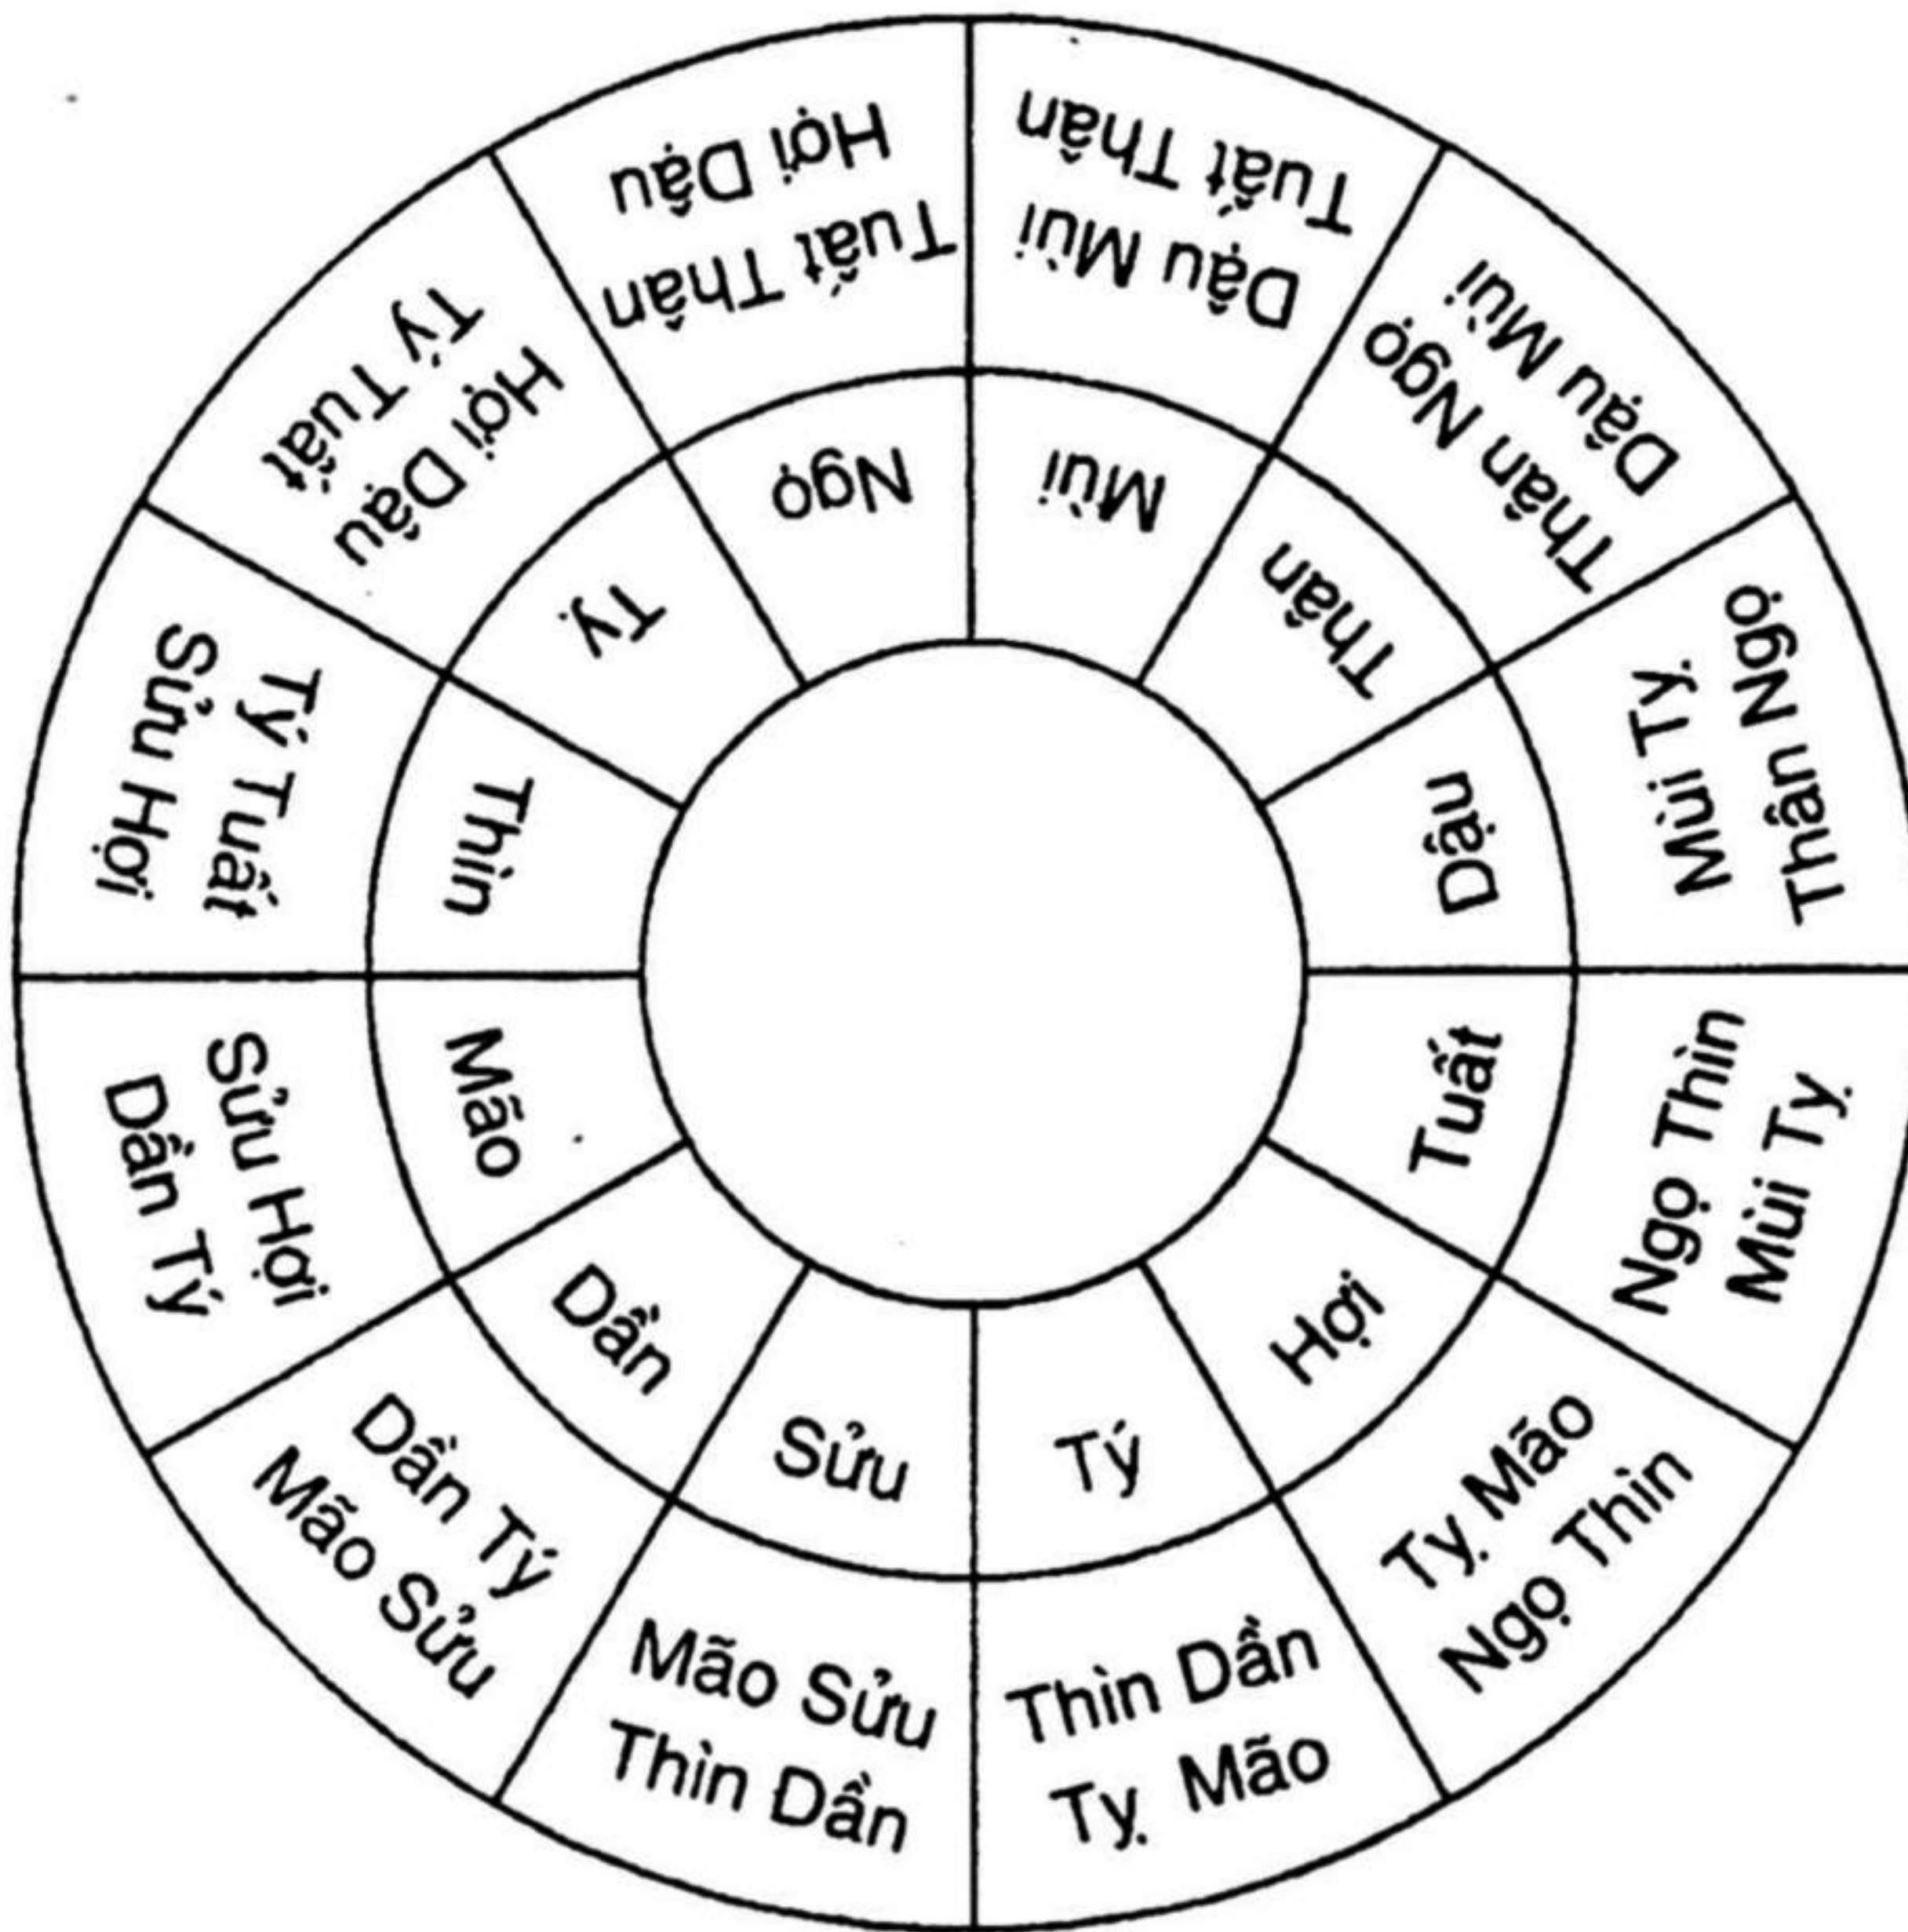 Hợi Dậu
Tuất Thân
Tuất Thân
Dậu Mùi
Dậu Mùi
Thân Ngọ
Thân Ngọ
Mùi Tỵ
Ngọ Thìn
Mùi Tỵ
Tỵ Mão
Ngọ Thìn
Thìn Dần
Tỵ Mão
Mão Sửu
Thìn Dần
Dần Tý
Mão Sửu
Sửu Hợi
Dần Tý
Tý Tuất
Sửu Hợi
Hợi Dậu
Tý Tuất
Ngọ
Mùi
Thân
Dậu
Tuất
Hợi
Tý
Sửu
Dần
Mão
Thìn
Tỵ